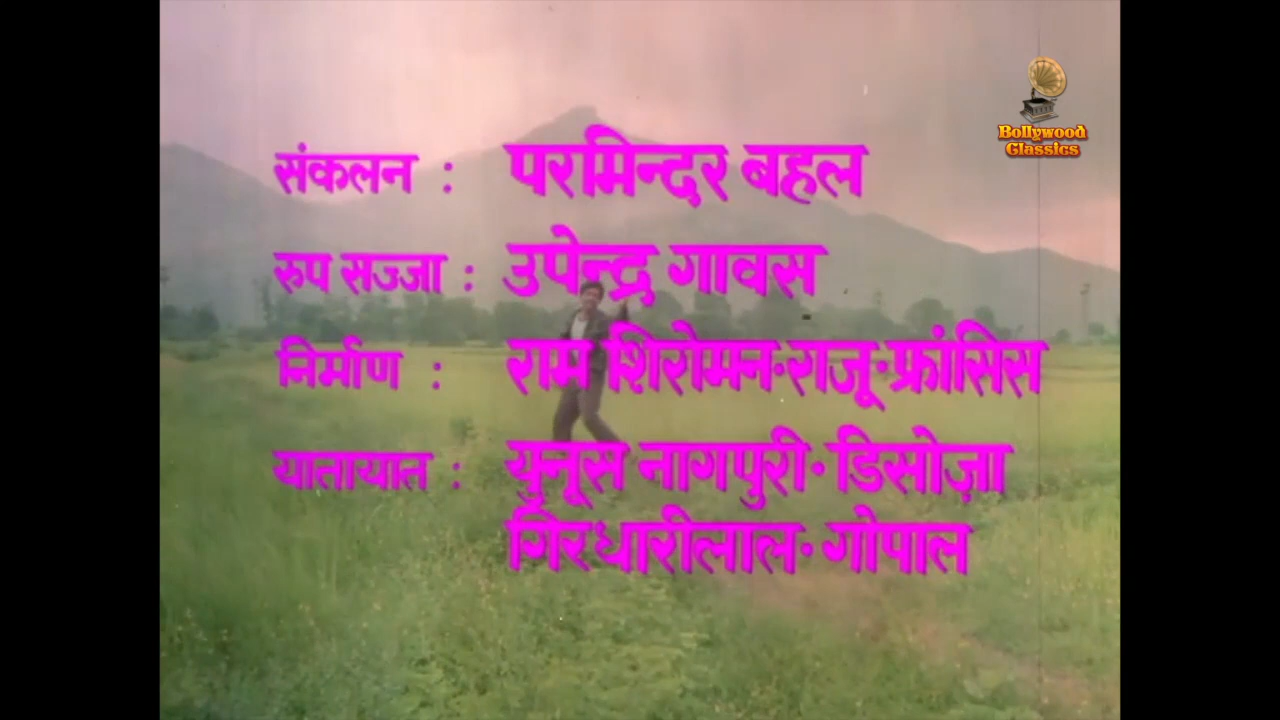 Bollywood
Classics
संकलन : परमिन्दर बहल
रुप सज्जा : उपेन्द्र गावस
निर्माण : राम शिरोमन·राजू·फ्रांसिस
यातायात : युनूस नागपुरी·डिसोज़ा
गिरधारीलाल·गोपाल